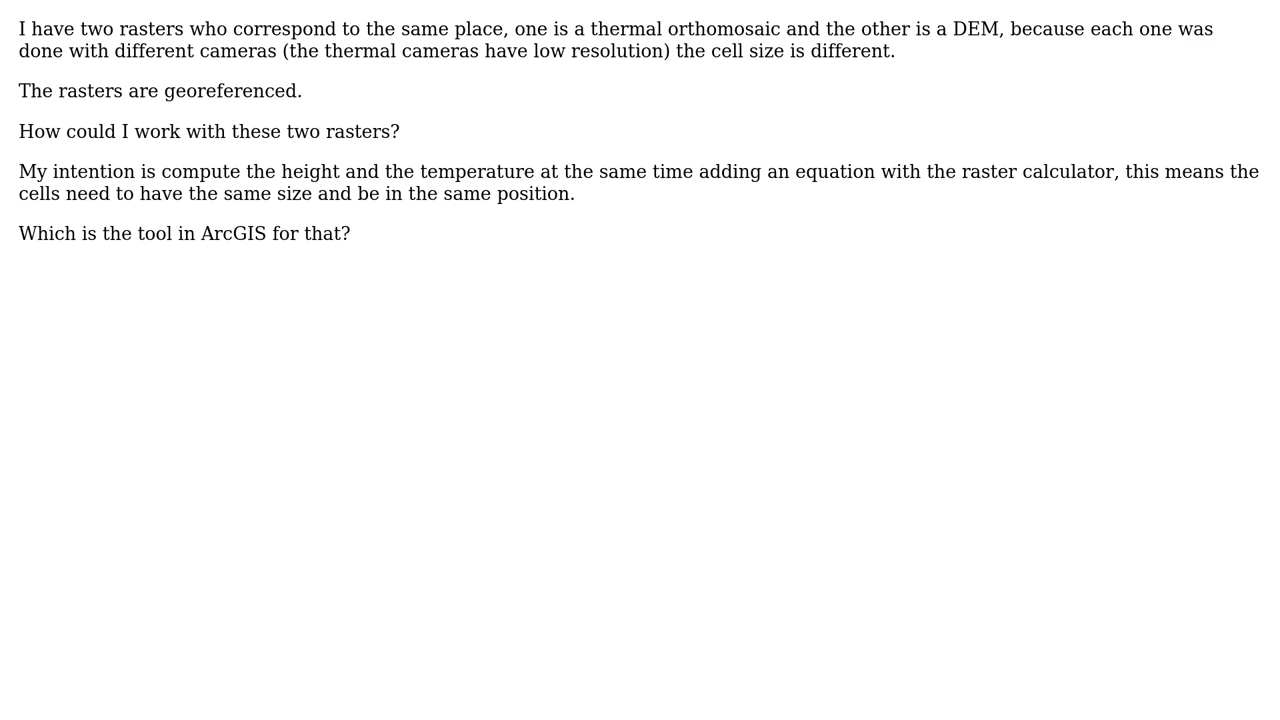 I have two rasters who correspond to the same place, one is a thermal orthomosaic and the other is a DEM, because each one was
done with different cameras (the thermal cameras have low resolution) the cell size is different.
The rasters are georeferenced.
How could I work with these two rasters?
My intention is compute the height and the temperature at the same time adding an equation with the raster calculator, this means the
cells need to have the same size and be in the same position.
Which is the tool in ArcGIS for that?